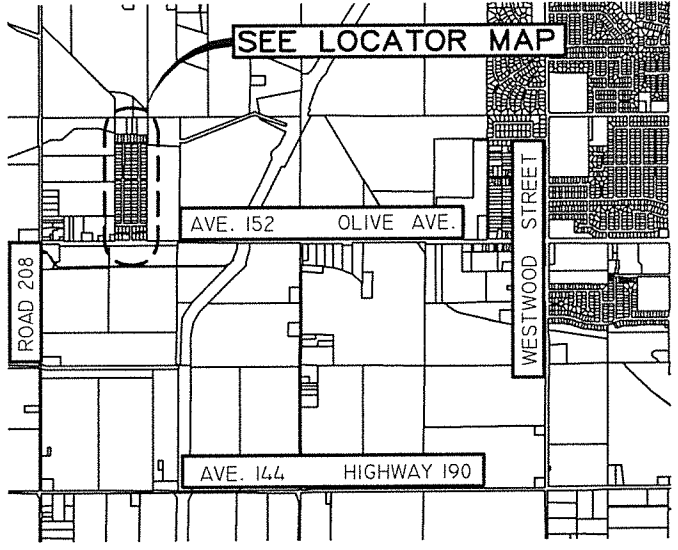 SEE LOCATOR MAP
AVE. 152 OLIVE AVE.
WESTWOOD STREET
ROAD 208
AVE. 144 HIGHWAY 190